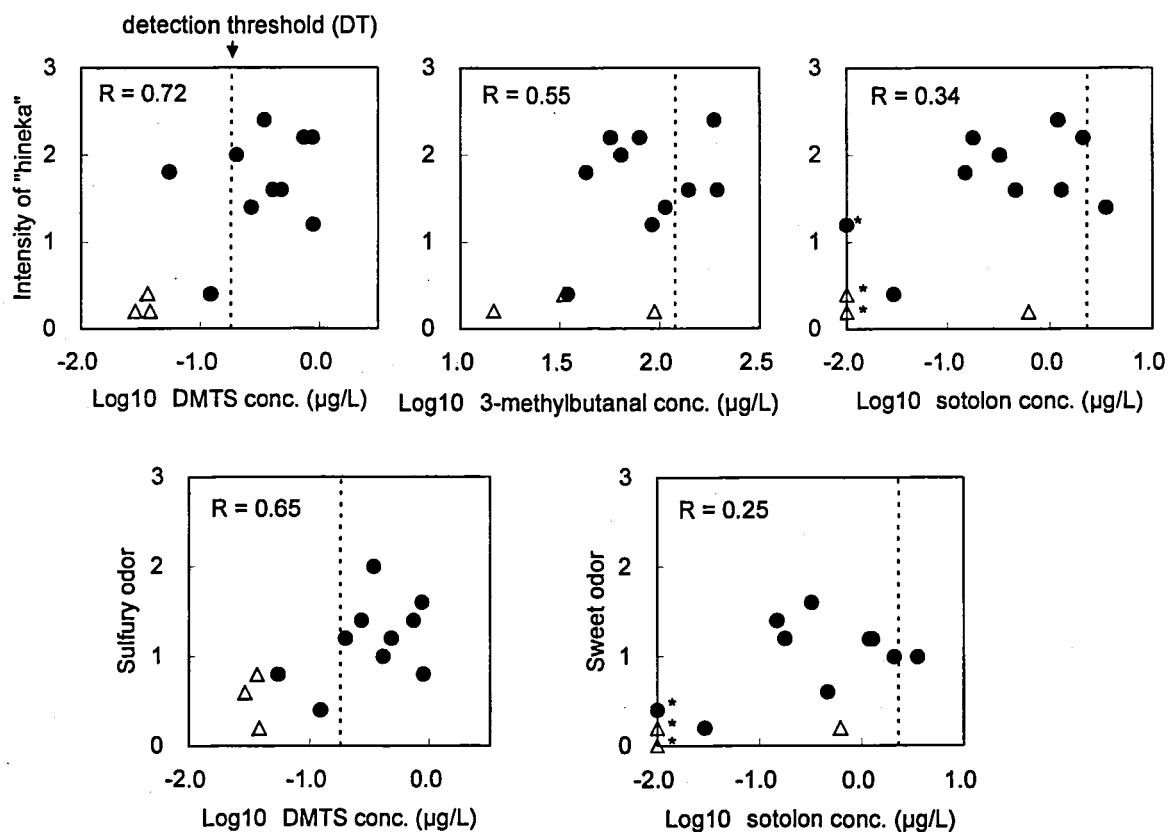 detection threshold (DT)
R = 0.72
R = 0.55
R = 0.34
Intensity of "hineka"
3
2
1
0
-2.0 -1.0 0.0
Log10 DMTS conc. (µg/L)
3
2
1
0
1.0 1.5 2.0 2.5
Log10 3-methylbutanal conc. (µg/L)
3
2
1
0
* * *
-2.0 -1.0 0.0 1.0
Log10 sotolon conc. (µg/L)
R = 0.65
Sulfury odor
3
2
1
0
-2.0 -1.0 0.0
Log10 DMTS conc. (µg/L)
R = 0.25
Sweet odor
3
2
1
0
* * *
-2.0 -1.0 0.0 1.0
Log10 sotolon conc. (µg/L)